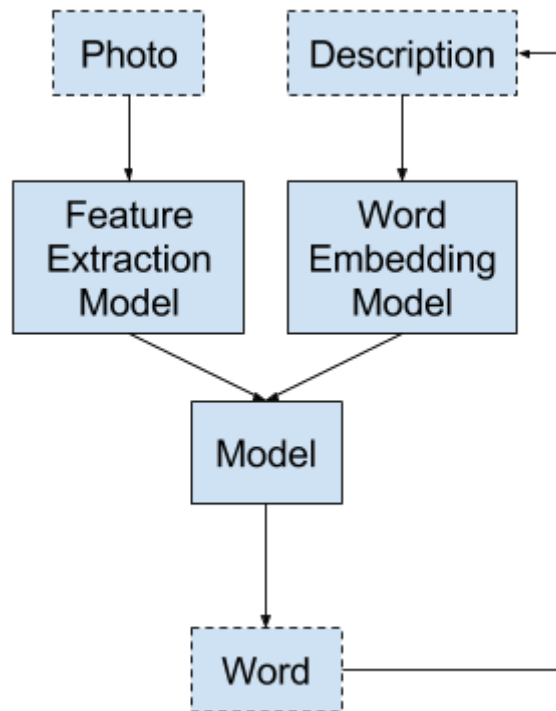 Photo
Description
Feature
Extraction
Model
Word
Embedding
Model
Model
Word